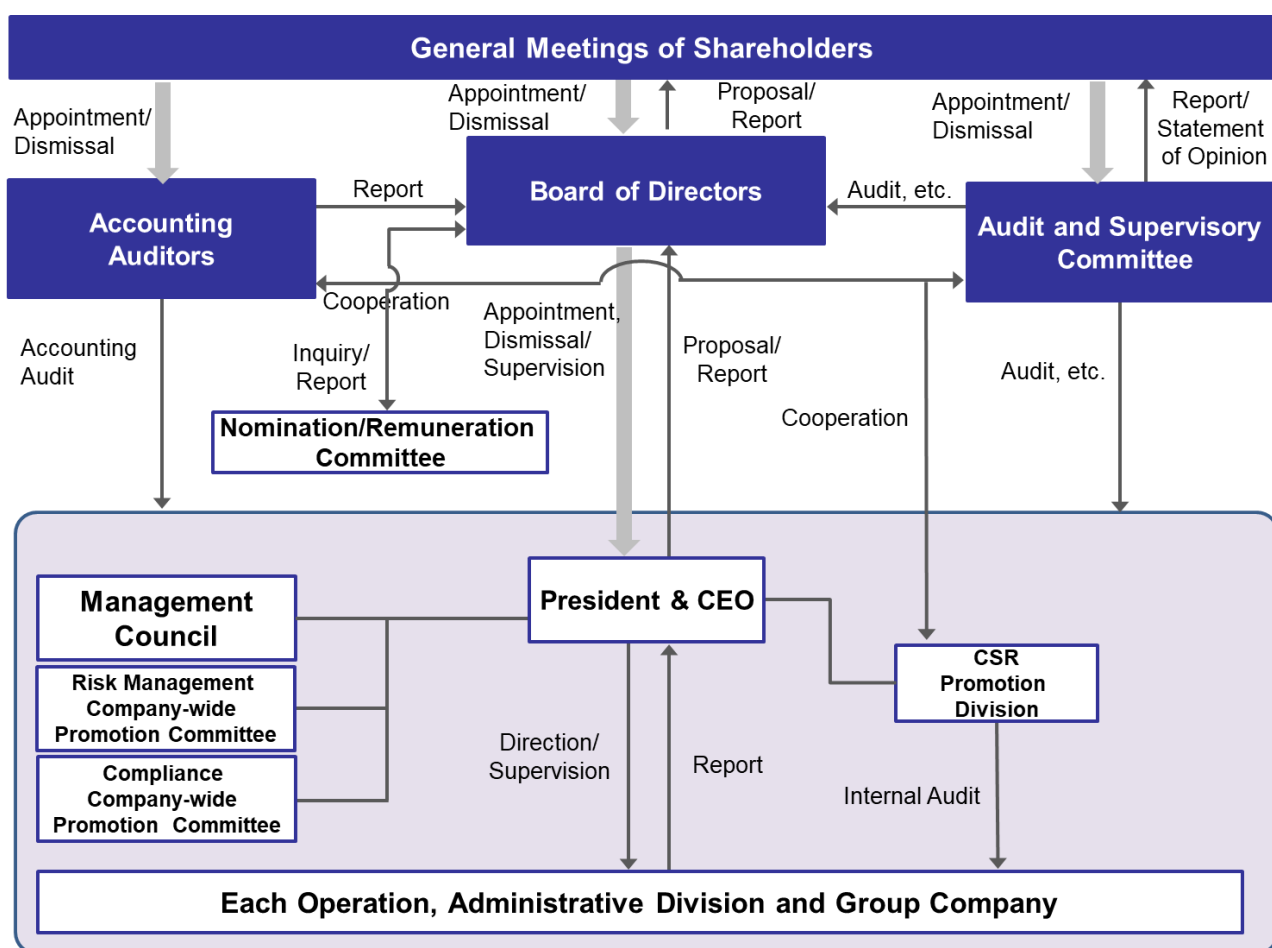 General Meetings of Shareholders
Appointment/
Dismissal
Appointment/
Dismissal
Proposal/
Report
Appointment/
Dismissal
Report/
Statement
of Opinion
Accounting
Auditors
Report
Board of Directors
Audit, etc.
Audit and Supervisory
Committee
Cooperation
Accounting
Audit
Inquiry/
Report
Appointment,
Dismissal/
Supervision
Proposal/
Report
Audit, etc.
Cooperation
Nomination/Remuneration
Committee
Management
Council
President & CEO
Risk Management
Company-wide
Promotion Committee
CSR
Promotion
Division
Compliance
Company-wide
Promotion Committee
Direction/
Supervision
Report
Internal Audit
Each Operation, Administrative Division and Group Company